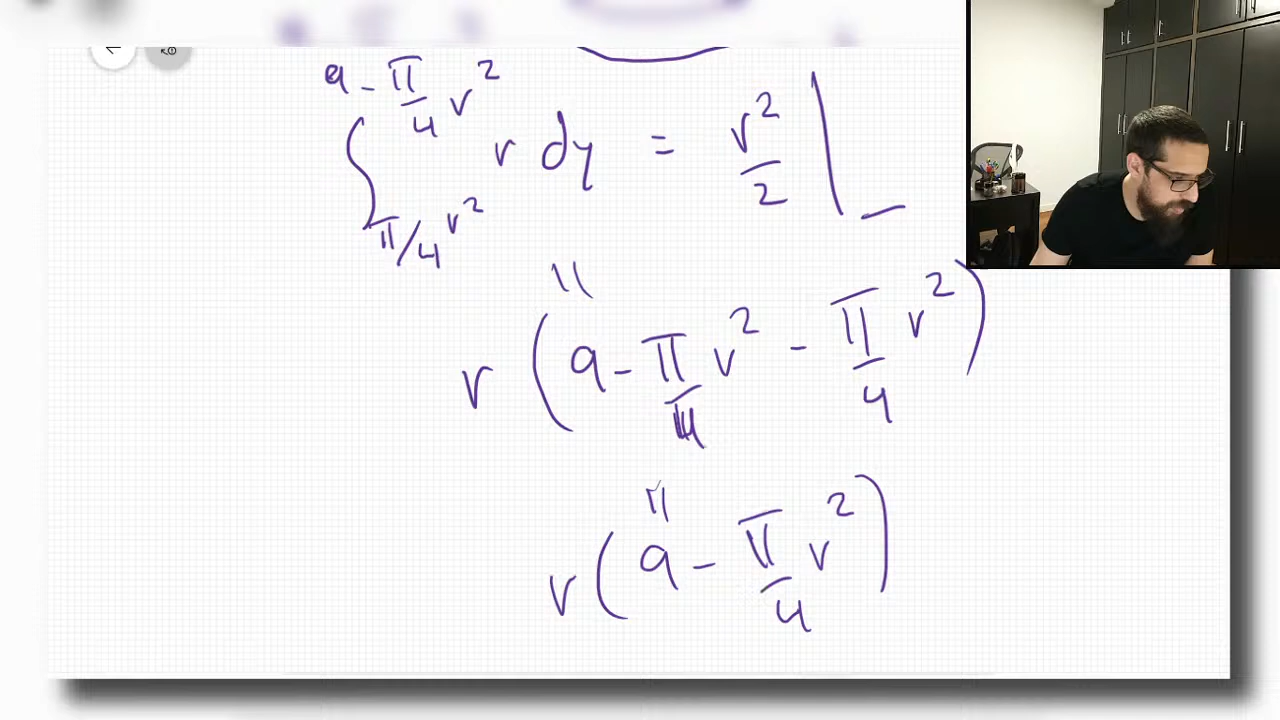 ∫_{π/4 r²}^{9 - π/4 r²} r dy = r²/2 | _
=
r ( 9 - π/4 r² - π/4 r² )
=
r ( 9 - π/4 r² )